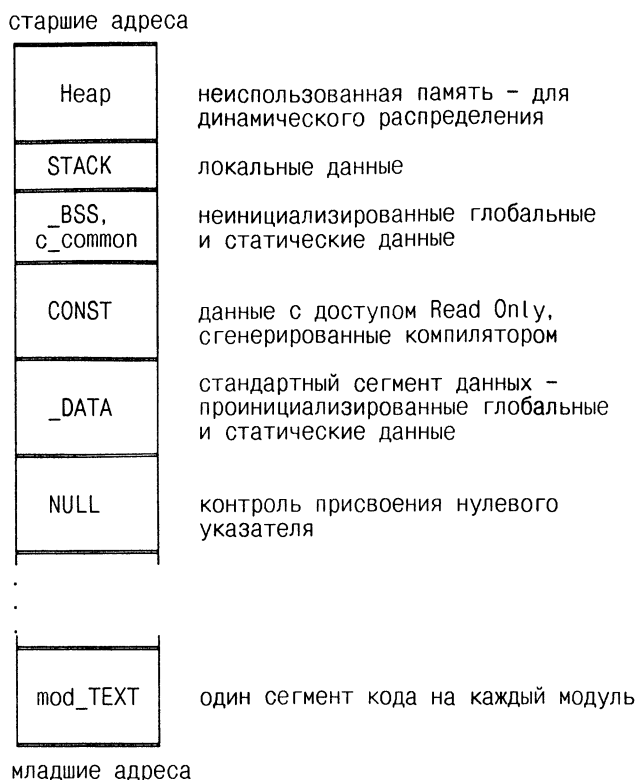 старшие адреса
Heap
неиспользованная память - для
динамического распределения
STACK
локальные данные
_BSS,
c_common
неинициализированные глобальные
и статические данные
CONST
данные с доступом Read Only,
сгенерированные компилятором
_DATA
стандартный сегмент данных -
проинициализированные глобальные
и статические данные
NULL
контроль присвоения нулевого
указателя
.
.
.
mod_TEXT
один сегмент кода на каждый модуль
младшие адреса